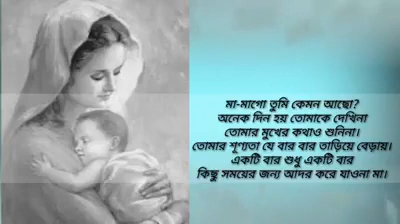 মা-মাগো তুমি কেমন আছো?
অনেক দিন হয় তোমাকে দেখিনা
তোমার মুখের কথাও শুনিনা।
তোমার শূণ্যতা যে বার বার তাড়িয়ে বেড়ায়।
একটি বার শুধু একটি বার
কিছু সময়ের জন্য আদর করে যাওনা মা।